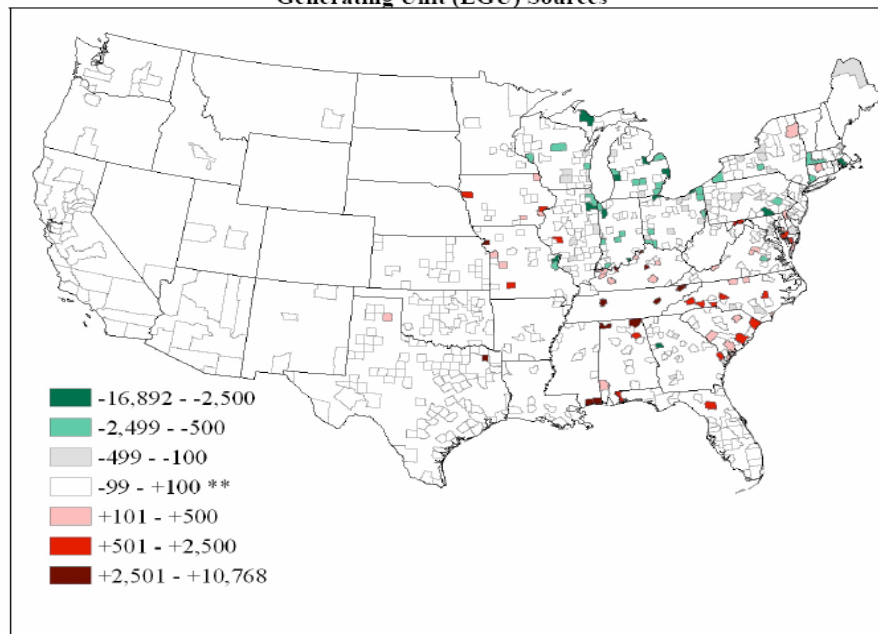 Generating Unit (EGU) Sources
-16,892 - -2,500
-2,499 - -500
-499 - -100
-99 - +100 **
+101 - +500
+501 - +2,500
+2,501 - +10,768